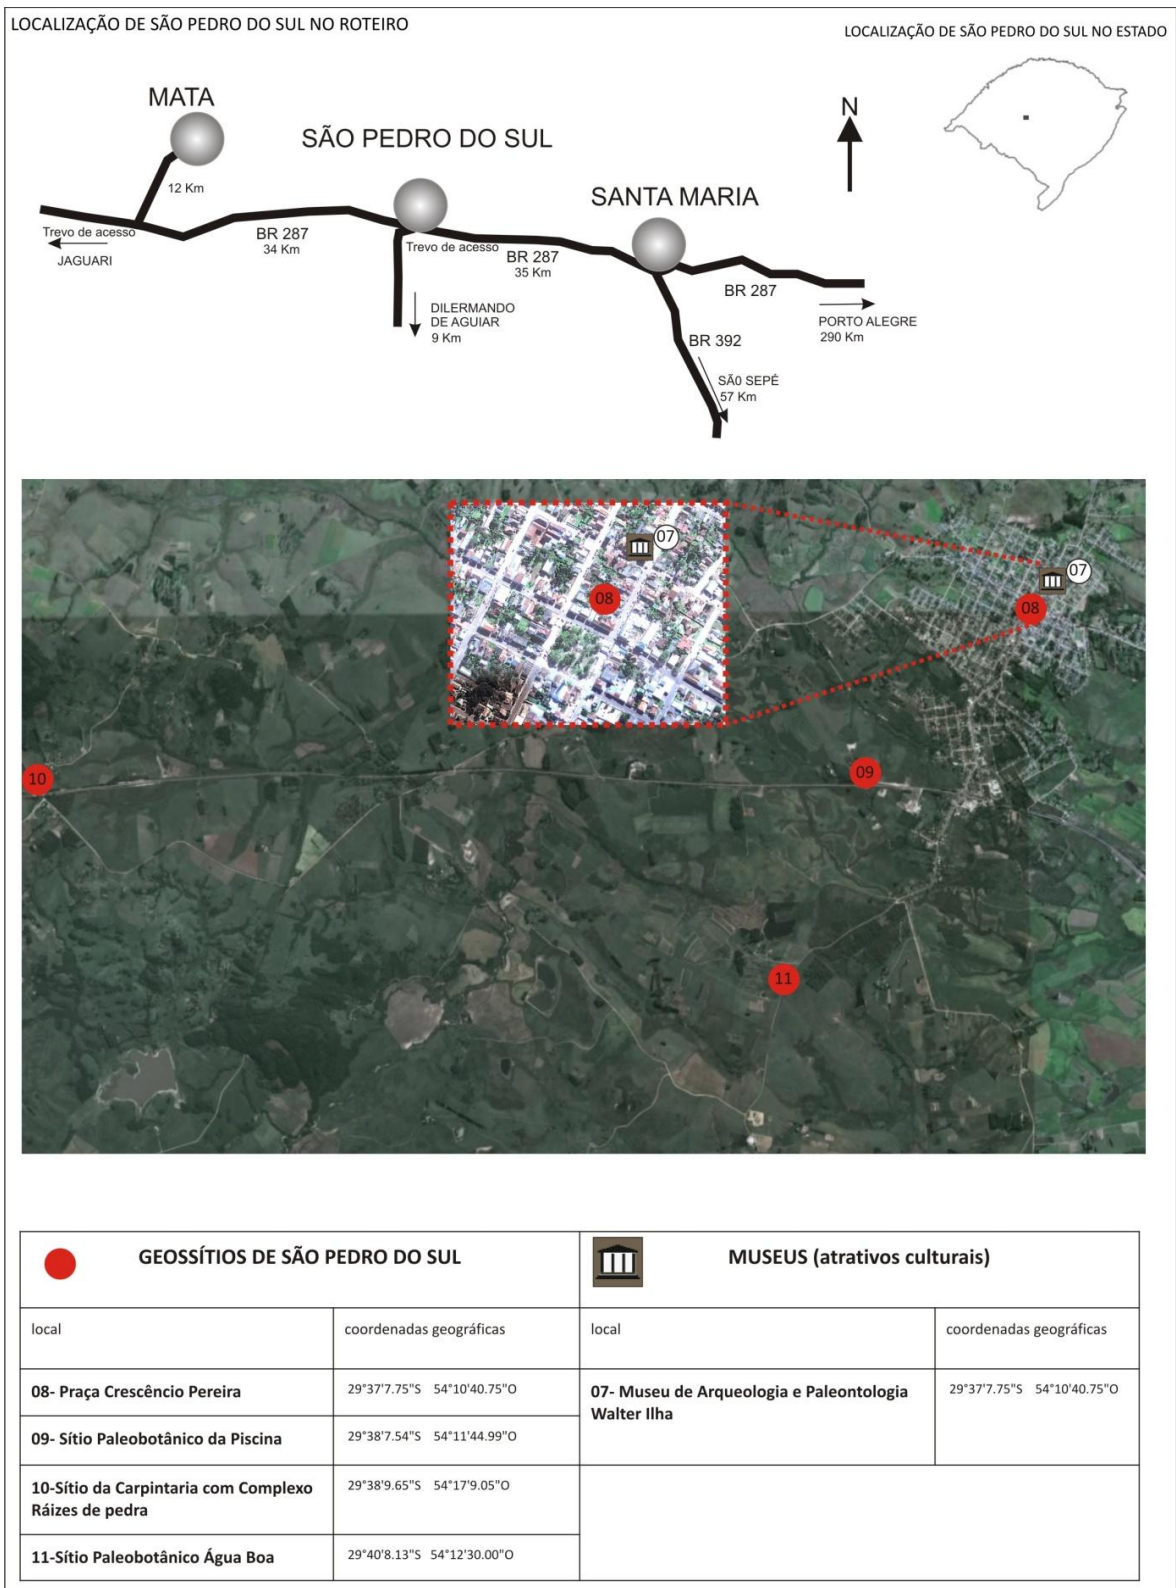 LOCALIZAÇÃO DE SÃO PEDRO DO SUL NO ROTEIRO
LOCALIZAÇÃO DE SÃO PEDRO DO SUL NO ESTADO
MATA
SÃO PEDRO DO SUL
SANTA MARIA
N
12 Km
Trevo de acesso
JAGUARI
BR 287
34 Km
Trevo de acesso
BR 287
35 Km
BR 287
DILERMANDO
DE AGUIAR
9 Km
PORTO ALEGRE
290 Km
BR 392
SÃ0 SEPÉ
57 Km
07
08
07
08
10
09
11
GEOSSÍTIOS DE SÃO PEDRO DO SUL
MUSEUS (atrativos culturais)
local
coordenadas geográficas
local
coordenadas geográficas
08- Praça Crescêncio Pereira
29°37'7.75"S 54°10'40.75"O
07- Museu de Arqueologia e Paleontologia
Walter Ilha
29°37'7.75"S 54°10'40.75"O
09- Sítio Paleobotânico da Piscina
29°38'7.54"S 54°11'44.99"O
10-Sítio da Carpintaria com Complexo
Ráizes de pedra
29°38'9.65"S 54°17'9.05"O
11-Sítio Paleobotânico Água Boa
29°40'8.13"S 54°12'30.00"O